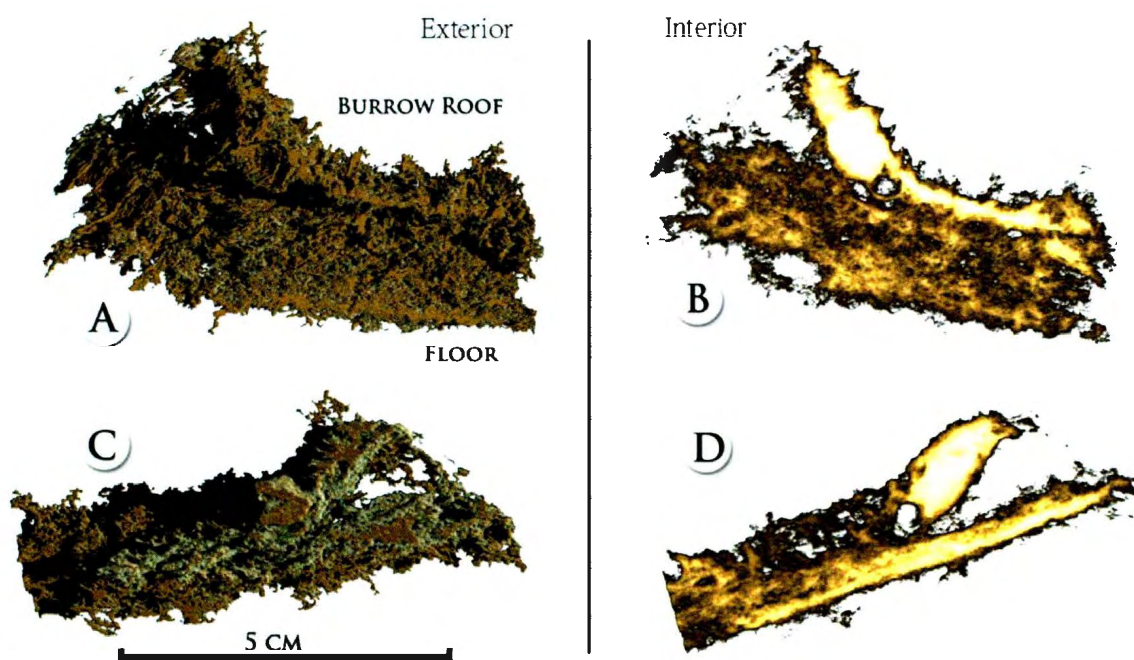 Exterior
Interior
BURROW ROOF
A
B
FLOOR
C
D
5 CM